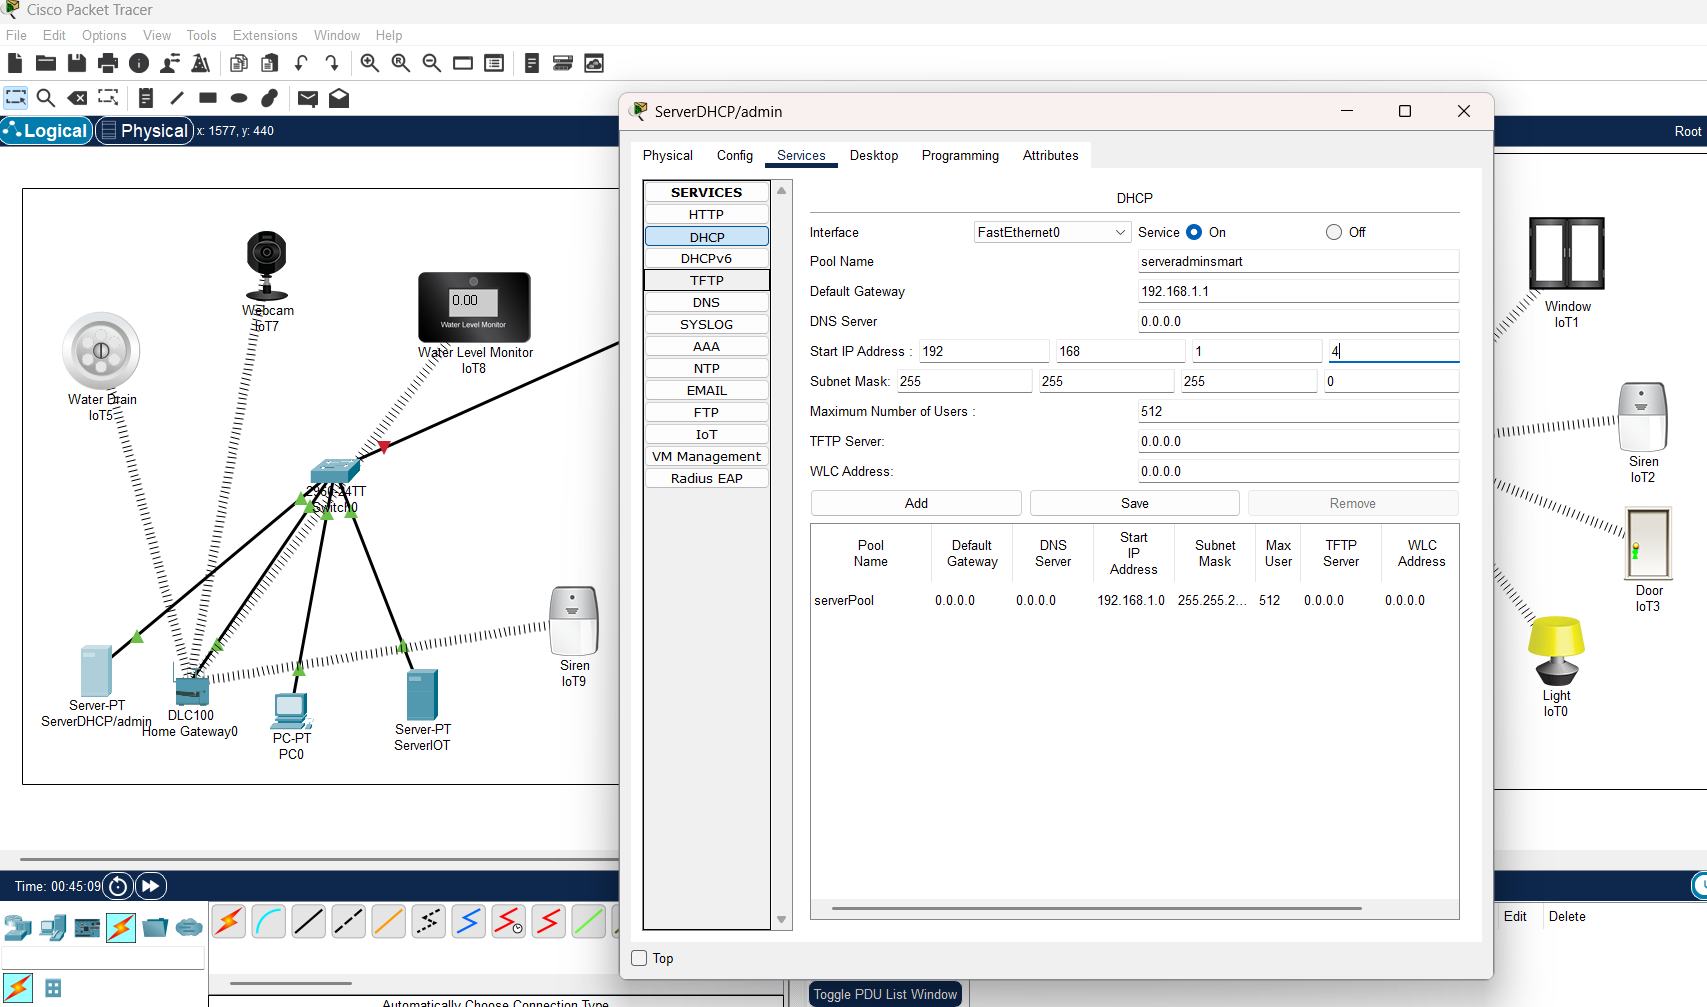 Cisco Packet Tracer
File Edit Options View Tools Extensions Window Help
Logical Physical x: 1577, y: 440
Root
ServerDHCP/admin
Physical Config Services Desktop Programming Attributes
SERVICES
HTTP
DHCP
DHCPv6
TFTP
DNS
SYSLOG
AAA
NTP
EMAIL
FTP
IoT
VM Management
Radius EAP
DHCP
Interface FastEthernet0 Service On Off
Pool Name serveradminsmart
Default Gateway 192.168.1.1
DNS Server 0.0.0.0
Start IP Address : 192 168 1 4
Subnet Mask: 255 255 255 0
Maximum Number of Users : 512
TFTP Server: 0.0.0.0
WLC Address: 0.0.0.0
Add Save Remove
Pool Name Default Gateway DNS Server Start IP Address Subnet Mask Max User TFTP Server WLC Address
serverPool 0.0.0.0 0.0.0.0 192.168.1.0 255.255.2... 512 0.0.0.0 0.0.0.0
Top
Webcam
IoT7
0.00
Water Level Monitor
Water Level Monitor
IoT8
Water Drain
IoT5
2950-24TT
Switch0
Siren
IoT9
Server-PT
ServerDHCP/admin
DLC100
Home Gateway0
PC-PT
PC0
Server-PT
ServerIOT
Window
IoT1
Siren
IoT2
Door
IoT3
Light
IoT0
Time: 00:45:09
Edit Delete
Toggle PDU List Window
Automatically Choose Connection Type